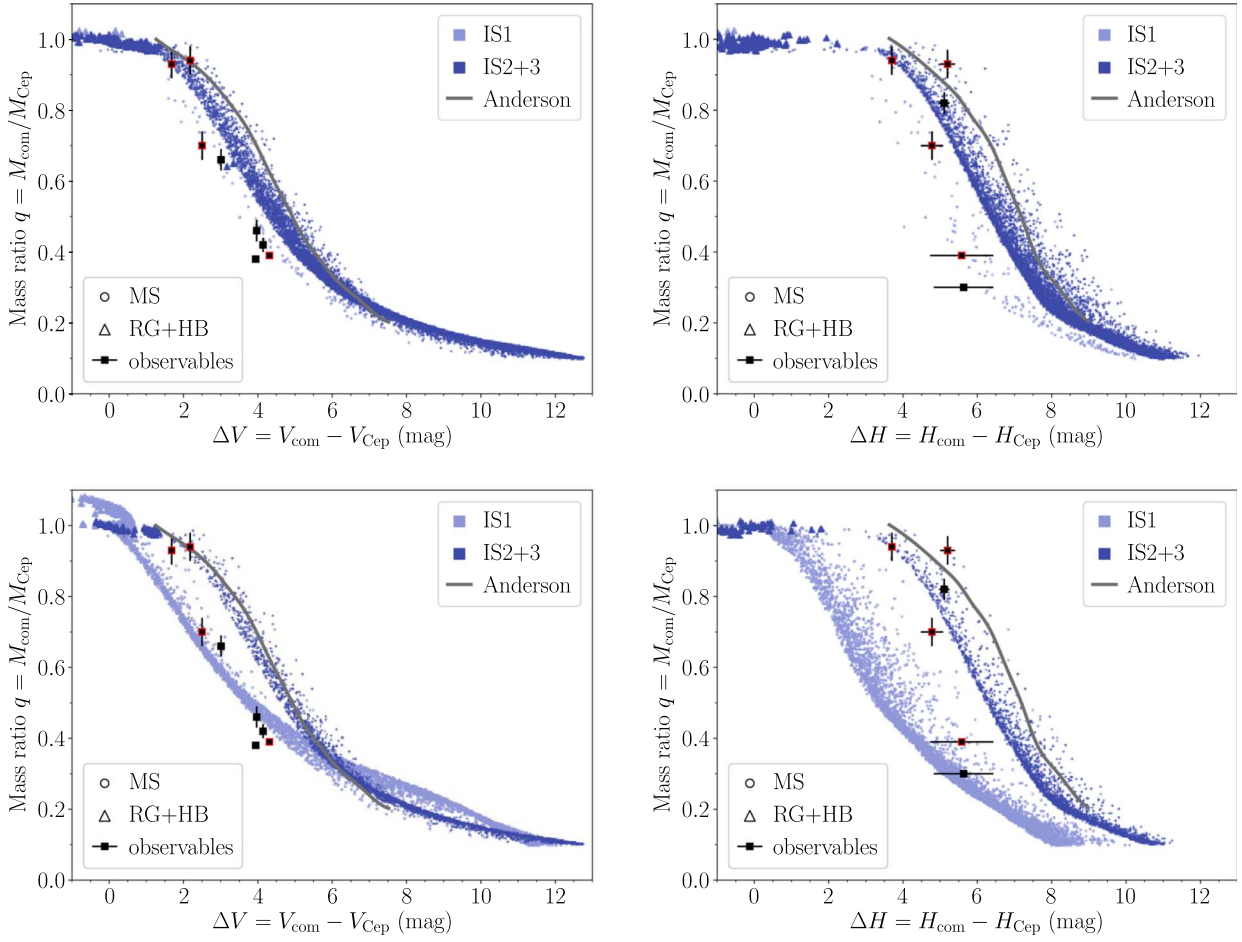 1.0
0.8
0.6
0.4
0.2
0.0
Mass ratio q = M_com/M_Cep
0 2 4 6 8 10 12
ΔV = V_com − V_Cep (mag)
IS1
IS2+3
Anderson
MS
RG+HB
observables
1.0
0.8
0.6
0.4
0.2
0.0
Mass ratio q = M_com/M_Cep
0 2 4 6 8 10 12
ΔH = H_com − H_Cep (mag)
IS1
IS2+3
Anderson
MS
RG+HB
observables
1.0
0.8
0.6
0.4
0.2
0.0
Mass ratio q = M_com/M_Cep
0 2 4 6 8 10 12
ΔV = V_com − V_Cep (mag)
IS1
IS2+3
Anderson
MS
RG+HB
observables
1.0
0.8
0.6
0.4
0.2
0.0
Mass ratio q = M_com/M_Cep
0 2 4 6 8 10 12
ΔH = H_com − H_Cep (mag)
IS1
IS2+3
Anderson
MS
RG+HB
observables